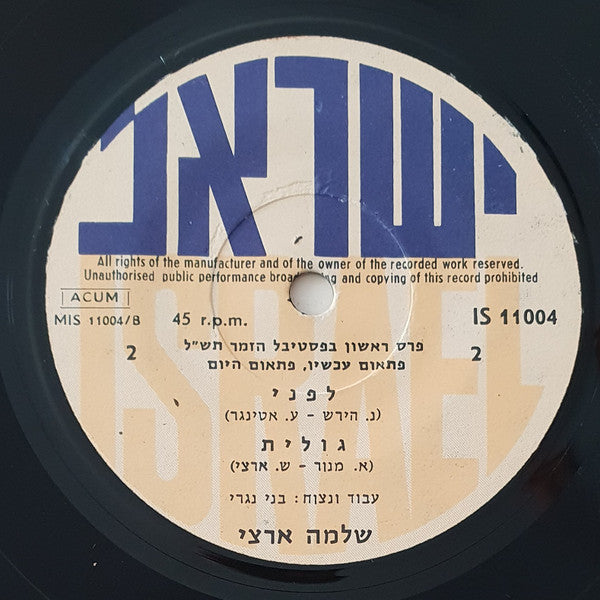 ישראל
All rights of the manufacturer and of the owner of the recorded work reserved.
Unauthorised public performance broadcasting and copying of this record prohibited
ACUM
MIS 11004/B 45 r.p.m. IS 11004
2 פרס ראשון בפסטיבל הזמר תש"ל 2
פתאום עכשיו, פתאום היום
לפני
(נ. הירש - ע. אטינגר)
גולית
(א. מנור - ש. ארצי)
עבוד ונצוח: בני נגרי
שלמה ארצי
ISRAEL